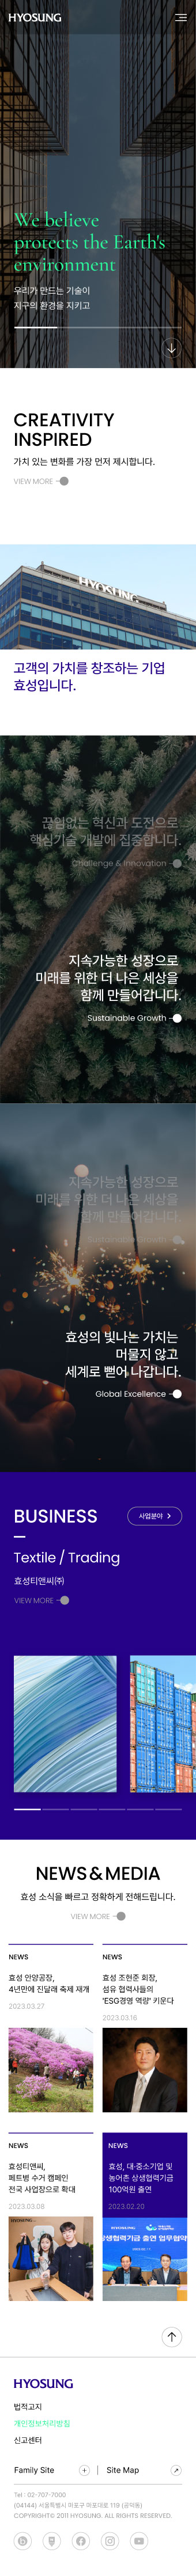 HYOSUNG
We believe
protects the Earth's
environment
우리가 만드는 기술이
지구의 환경을 지키고
CREATIVITY
INSPIRED
가치 있는 변화를 가장 먼저 제시합니다.
VIEW MORE
HYOSUNG
고객의 가치를 창조하는 기업
효성입니다.
끊임없는 혁신과 도전으로
핵심기술 개발에 집중합니다.
Challenge & Innovation
지속가능한 성장으로
미래를 위한 더 나은 세상을
함께 만들어갑니다.
Sustainable Growth
지속가능한 성장으로
미래를 위한 더 나은 세상을
함께 만들어갑니다.
Sustainable Growth
효성의 빛나는 가치는
머물지 않고
세계로 뻗어 나갑니다.
Global Excellence
BUSINESS
사업분야
Textile / Trading
효성티앤씨㈜
VIEW MORE
NEWS & MEDIA
효성 소식을 빠르고 정확하게 전해드립니다.
VIEW MORE
NEWS
효성 안양공장,
4년만에 진달래 축제 재개
2023.03.27
NEWS
효성 조현준 회장,
섬유 협력사들의
'ESG경영 역량' 키운다
2023.03.16
NEWS
효성티앤씨,
페트병 수거 캠페인
전국 사업장으로 확대
2023.03.08
NEWS
효성, 대·중소기업 및
농어촌 상생협력기금
100억원 출연
2023.02.20
HYOSUNG
법적고지
개인정보처리방침
신고센터
Family Site
Site Map
Tel : 02-707-7000
(04144) 서울특별시 마포구 마포대로 119 (공덕동)
COPYRIGHT© 2011 HYOSUNG. ALL RIGHTS RESERVED.